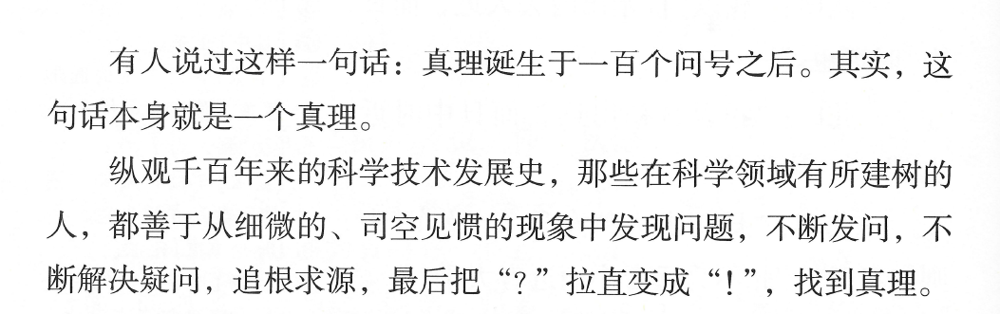 有人说过这样一句话：真理诞生于一百个问号之后。其实，这
句话本身就是一个真理。
纵观千百年来的科学技术发展史，那些在科学领域有所建树的
人，都善于从细微的、司空见惯的现象中发现问题，不断发问，不
断解决疑问，追根求源，最后把“？”拉直变成“！”，找到真理。